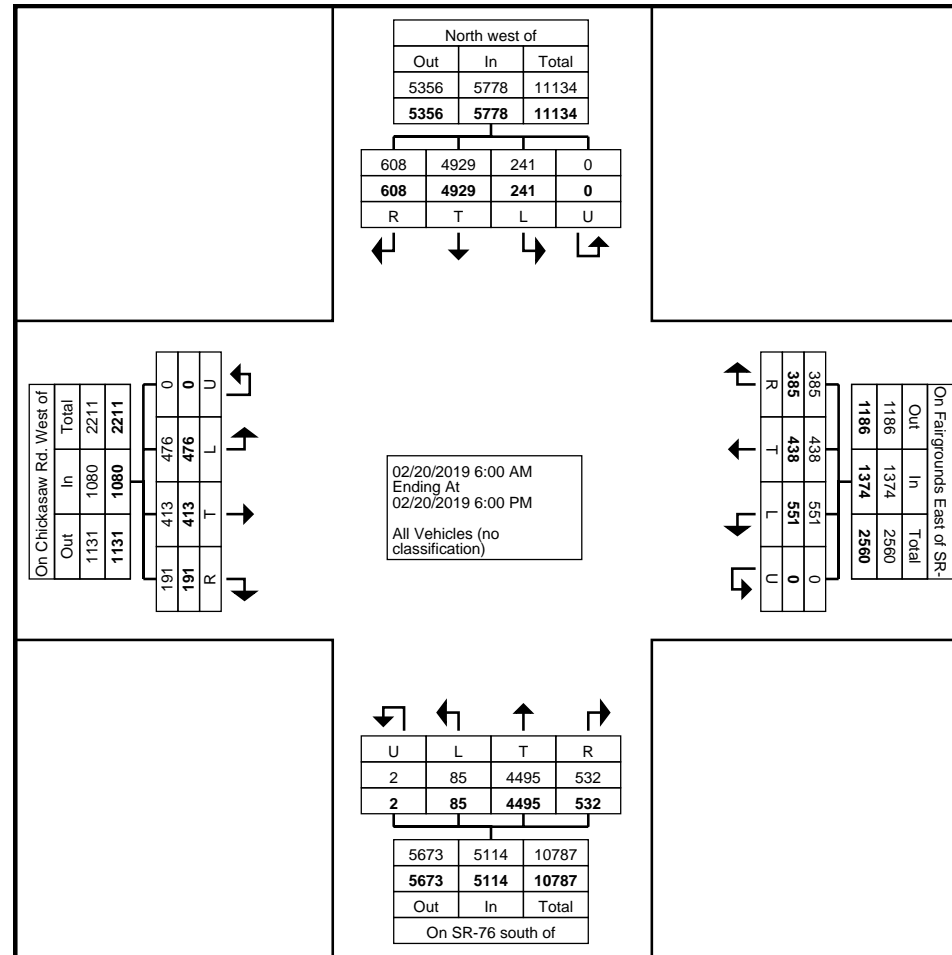 North west of
Out In Total
5356 5778 11134
5356 5778 11134
608 4929 241 0
608 4929 241 0
R T L U
On Chickasaw Rd. West of
Total In Out
2211 1080 1131
2211 1080 1131
0 476 413 191
0 476 413 191
U L T R
02/20/2019 6:00 AM
Ending At
02/20/2019 6:00 PM
All Vehicles (no
classification)
On Fairgrounds East of SR-
Out In Total
1186 1374 2560
1186 1374 2560
385 438 551 0
385 438 551 0
R T L U
U L T R
2 85 4495 532
2 85 4495 532
5673 5114 10787
5673 5114 10787
Out In Total
On SR-76 south of